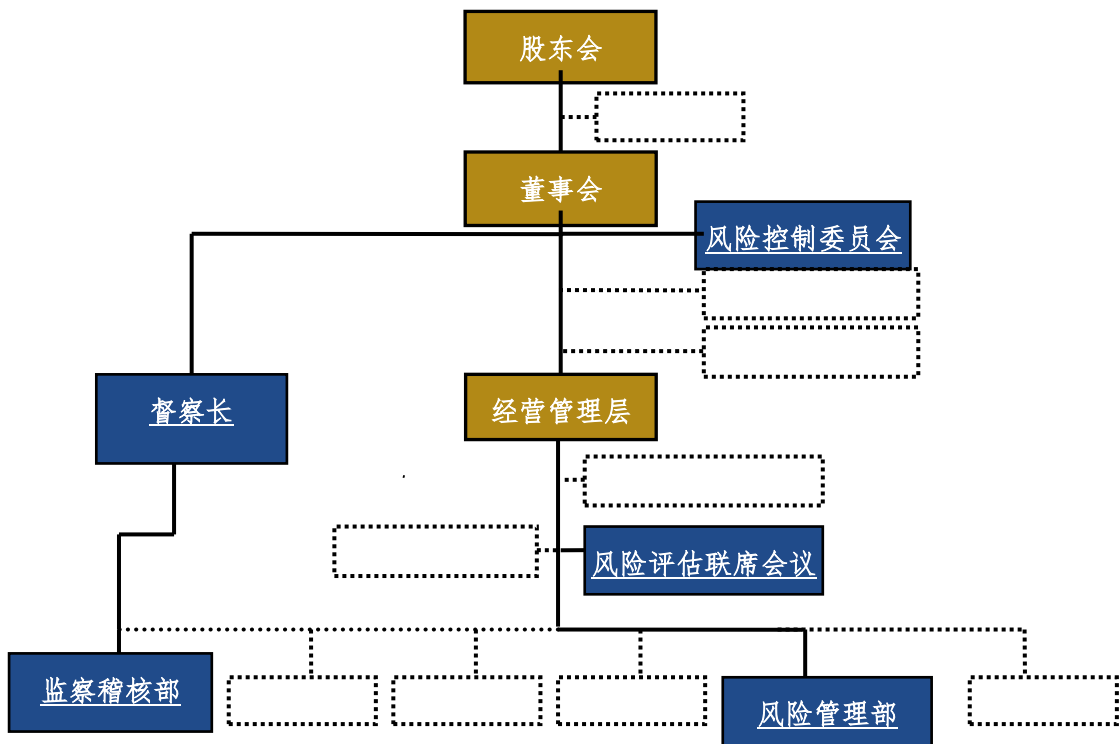 股东会
董事会
风险控制委员会
督察长
经营管理层
风险评估联席会议
监察稽核部
风险管理部